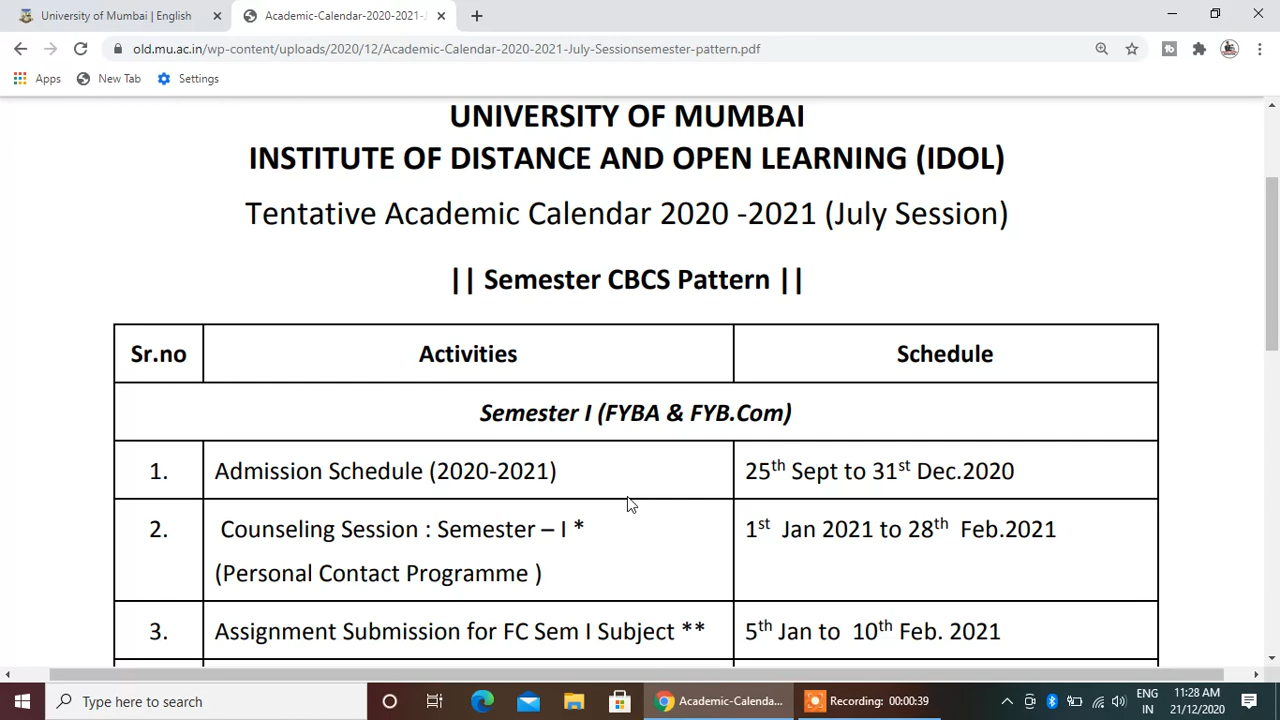 University of Mumbai | English
Academic-Calendar-2020-2021-J
old.mu.ac.in/wp-content/uploads/2020/12/Academic-Calendar-2020-2021-July-Sessionsemester-pattern.pdf
Apps New Tab Settings
UNIVERSITY OF MUMBAI
INSTITUTE OF DISTANCE AND OPEN LEARNING (IDOL)
Tentative Academic Calendar 2020 -2021 (July Session)
|| Semester CBCS Pattern ||
Sr.no Activities Schedule
Semester I (FYBA & FYB.Com)
1. Admission Schedule (2020-2021) 25th Sept to 31st Dec.2020
2. Counseling Session : Semester – I * 1st Jan 2021 to 28th Feb.2021
(Personal Contact Programme )
3. Assignment Submission for FC Sem I Subject ** 5th Jan to 10th Feb. 2021
Type here to search
Academic-Calenda...
Recording: 00:00:39
ENG
IN
11:28 AM
21/12/2020